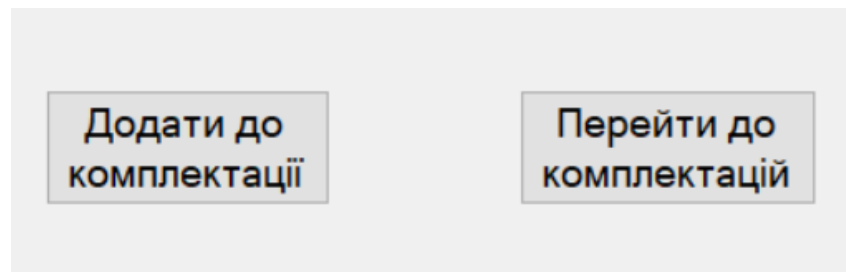 Додати до
комплектації
Перейти до
комплектацій